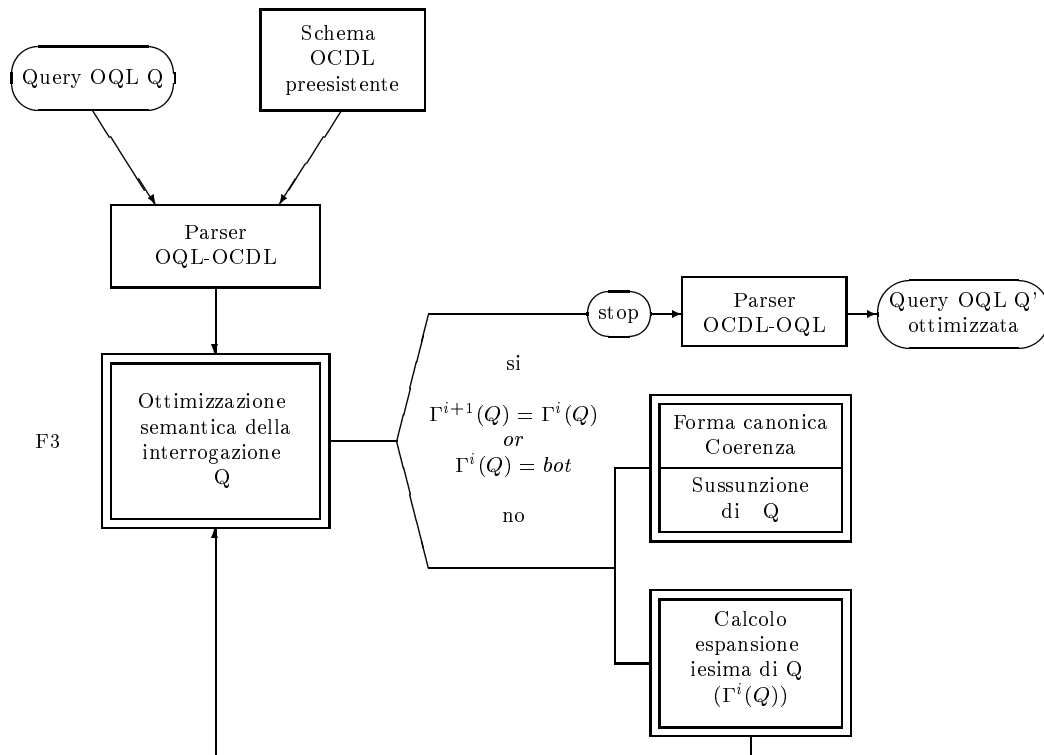 Schema
OCDL
preesistente
Query OQL Q
Parser
OQL-OCDL
stop
Parser
OCDL-OQL
Query OQL Q'
ottimizzata
si
F3
Ottimizzazione
semantica della
interrogazione
Q
Γ^{i+1}(Q) = Γ^i(Q)
or
Γ^i(Q) = bot
no
Forma canonica
Coerenza
Sussunzione
di Q
Calcolo
espansione
iesima di Q
(Γ^i(Q))